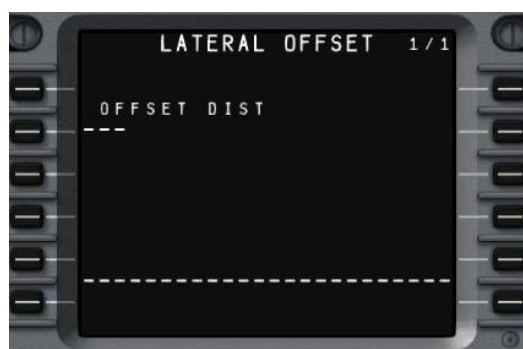 LATERAL OFFSET 1/1
OFFSET DIST
---
------------------------